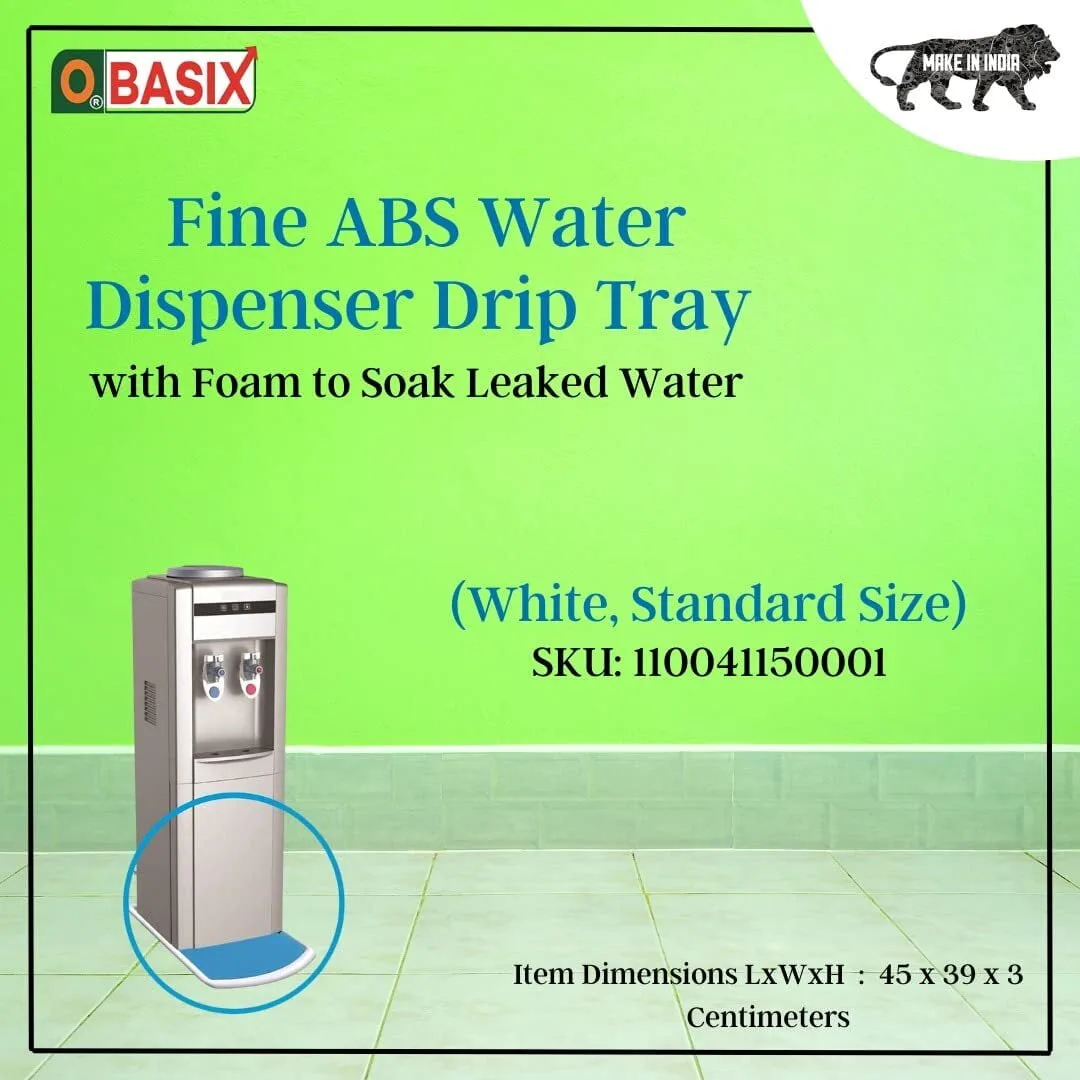 O® BASIX
MAKE IN INDIA
Fine ABS Water
Dispenser Drip Tray
with Foam to Soak Leaked Water
(White, Standard Size)
SKU: 110041150001
Item Dimensions LxWxH : 45 x 39 x 3
Centimeters